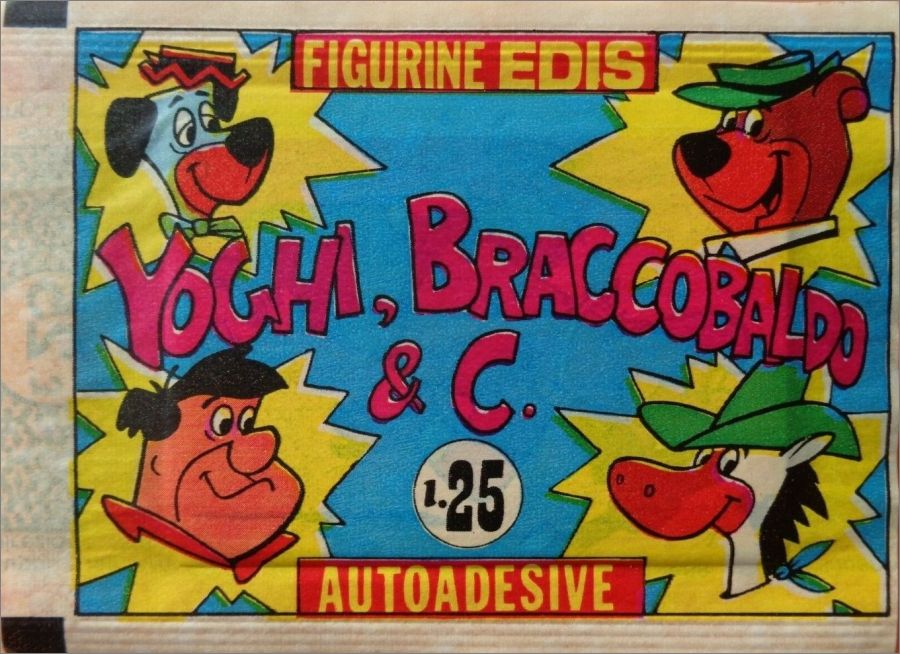 FIGURINE EDIS
YOGHI, BRACCOBALDO
& C.
L.25
AUTOADESIVE